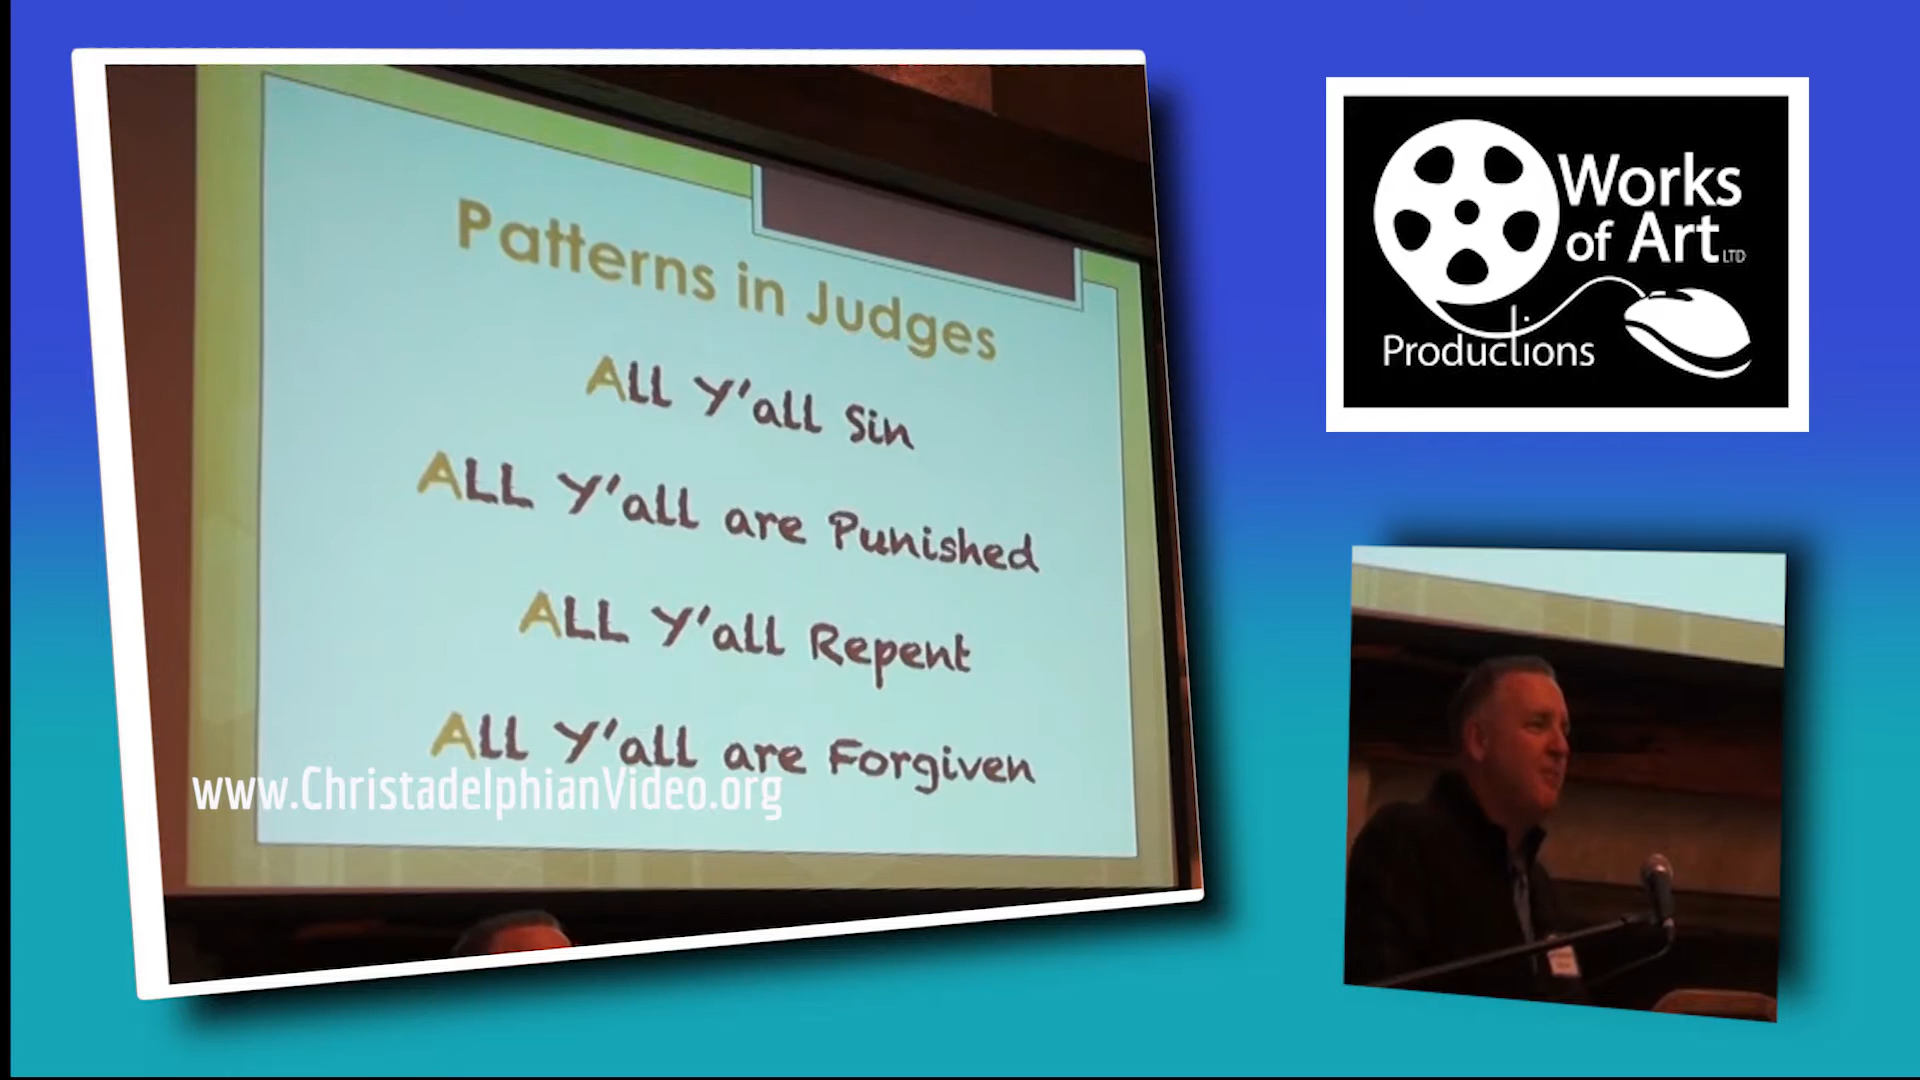 Patterns in Judges
ALL Y'all Sin
ALL Y'all are Punished
ALL Y'all Repent
ALL Y'all are Forgiven
www.ChristadelphianVideo.org
Works
of Art LTD
Productions